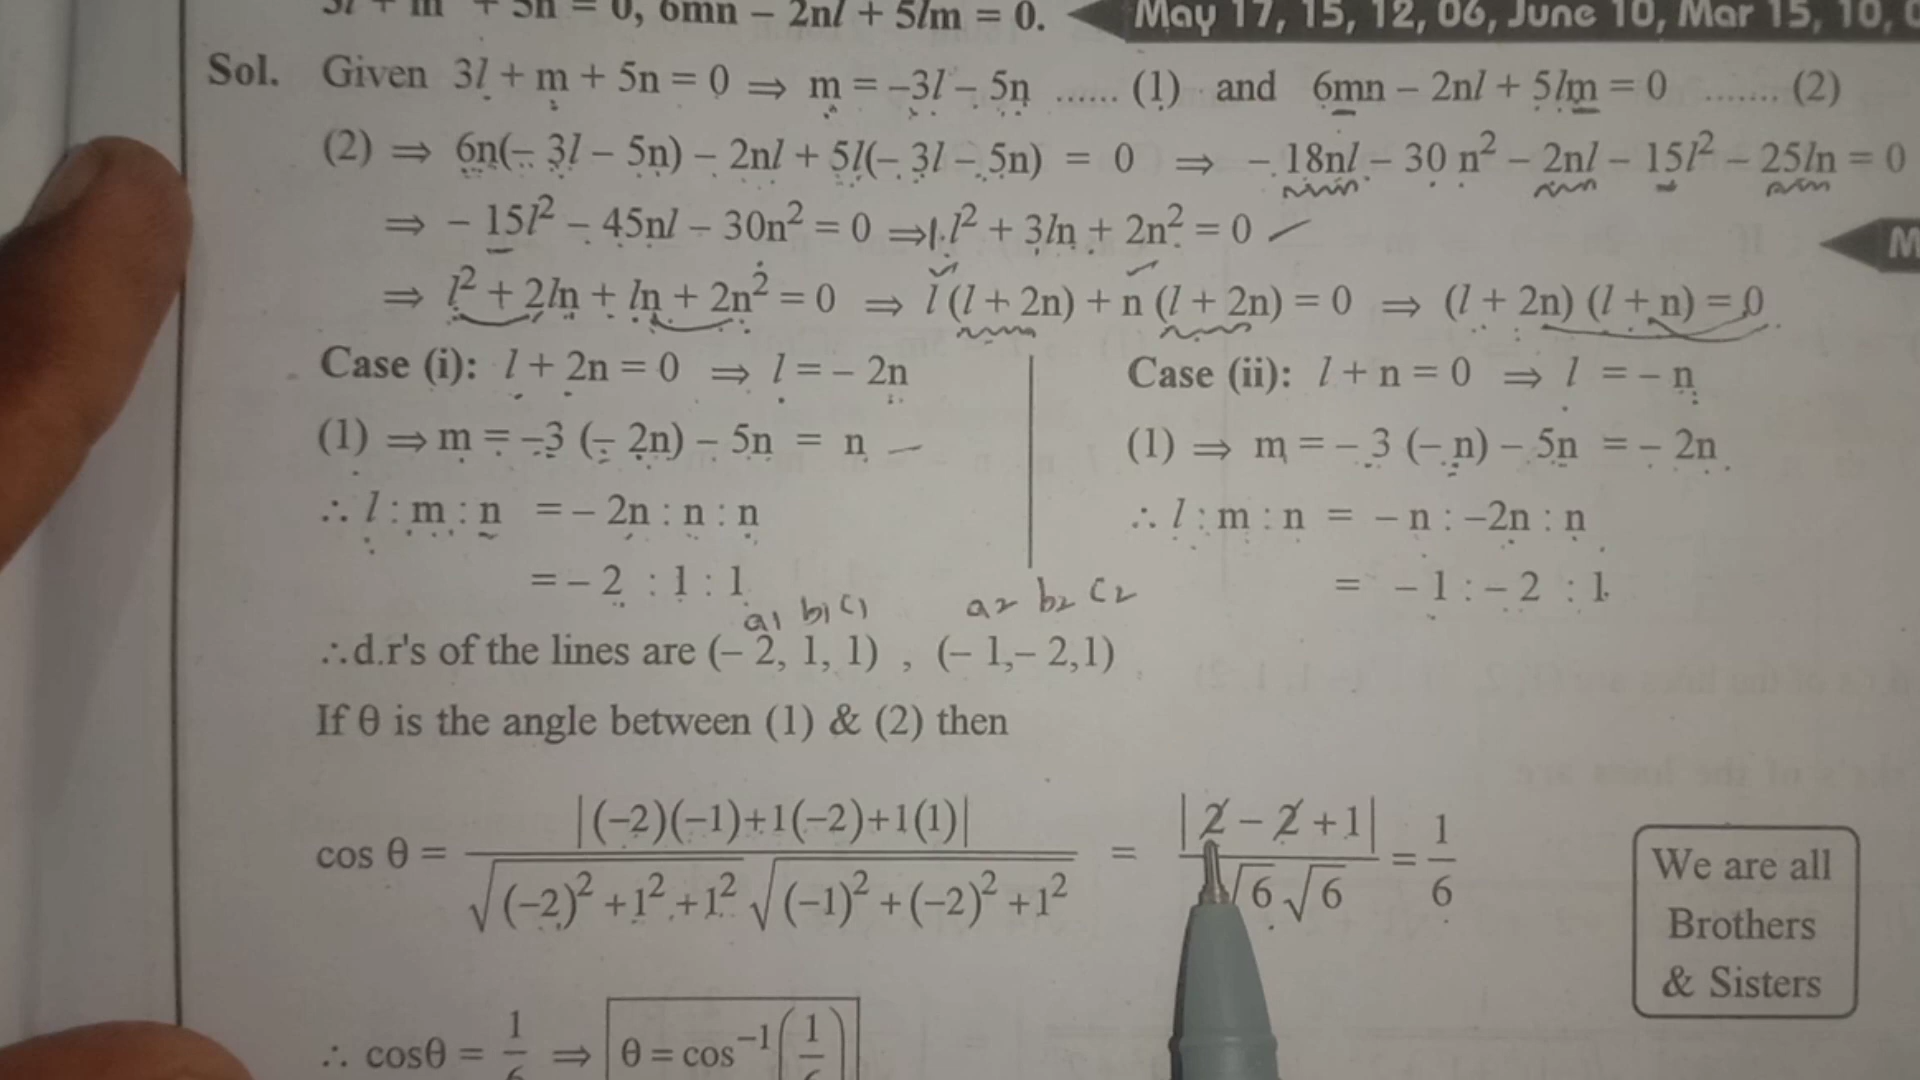 3l + m + 5n = 0, 6mn – 2nl + 5lm = 0. May 17, 15, 12, 06, June 10, Mar 15, 10,
Sol. Given 3l + m + 5n = 0 ⇒ m = –3l – 5n ...... (1) and 6mn – 2nl + 5lm = 0 ....... (2)
(2) ⇒ 6n(– 3l – 5n) – 2nl + 5l(– 3l – 5n) = 0 ⇒ – 18nl – 30 n² – 2nl – 15l² – 25ln = 0
⇒ – 15l² – 45nl – 30n² = 0 ⇒ l² + 3ln + 2n² = 0
M
⇒ l² + 2ln + ln + 2n² = 0 ⇒ l (l + 2n) + n (l + 2n) = 0 ⇒ (l + 2n) (l + n) = 0
Case (i): l + 2n = 0 ⇒ l = – 2n
(1) ⇒ m = –3 (– 2n) – 5n = n
∴ l : m : n = – 2n : n : n
= – 2 : 1 : 1
Case (ii): l + n = 0 ⇒ l = – n
(1) ⇒ m = – 3 (– n) – 5n = – 2n
∴ l : m : n = – n : –2n : n
= – 1 : – 2 : 1
a1 b1 c1 a2 b2 c2
∴ d.r's of the lines are (– 2, 1, 1) , (– 1,– 2,1)
If θ is the angle between (1) & (2) then
cos θ = |(–2)(–1)+1(–2)+1(1)| / √(–2)² +1² +1² √(–1)² +(–2)² +1² = |2 – 2 +1| / √6 √6 = 1/6
We are all
Brothers
& Sisters
∴ cosθ = 1/6 ⇒ θ = cos⁻¹(1/6)